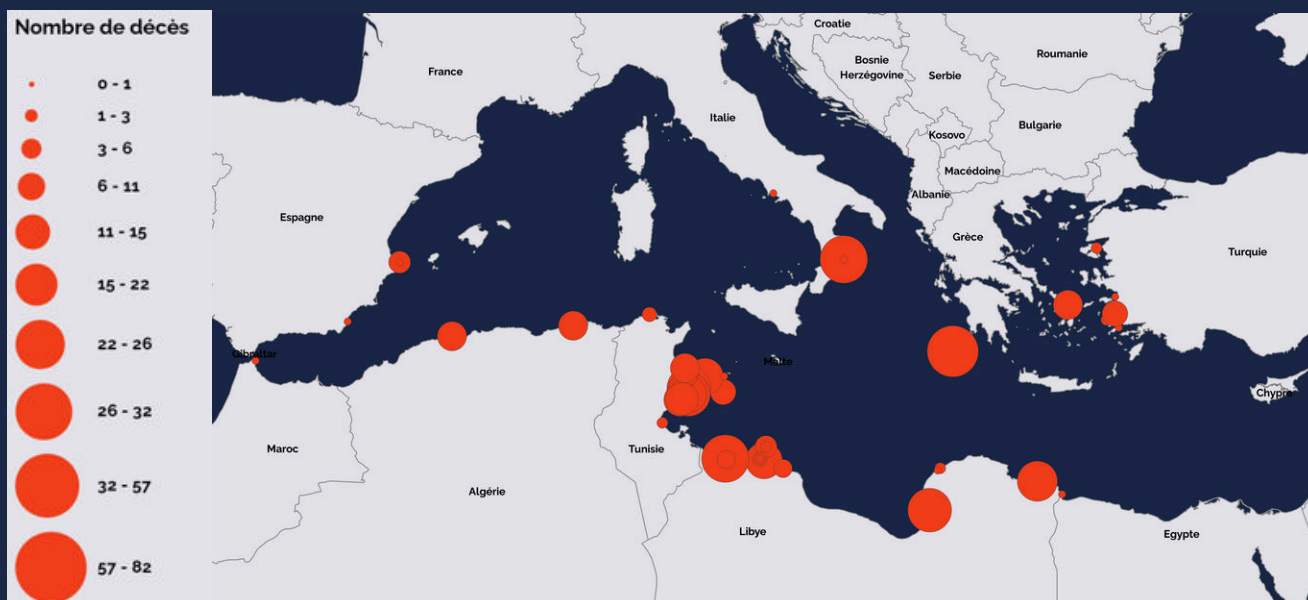 Nombre de décès
0 - 1
1 - 3
3 - 6
6 - 11
11 - 15
15 - 22
22 - 26
26 - 32
32 - 57
57 - 82
Croatie
Roumanie
Bosnie
Herzégovine
France
Serbie
Italie
Bulgarie
Kosovo
Macédoine
Albanie
Espagne
Grèce
Turquie
Gibraltar
Malte
Chypre
Maroc
Tunisie
Algérie
Libye
Egypte